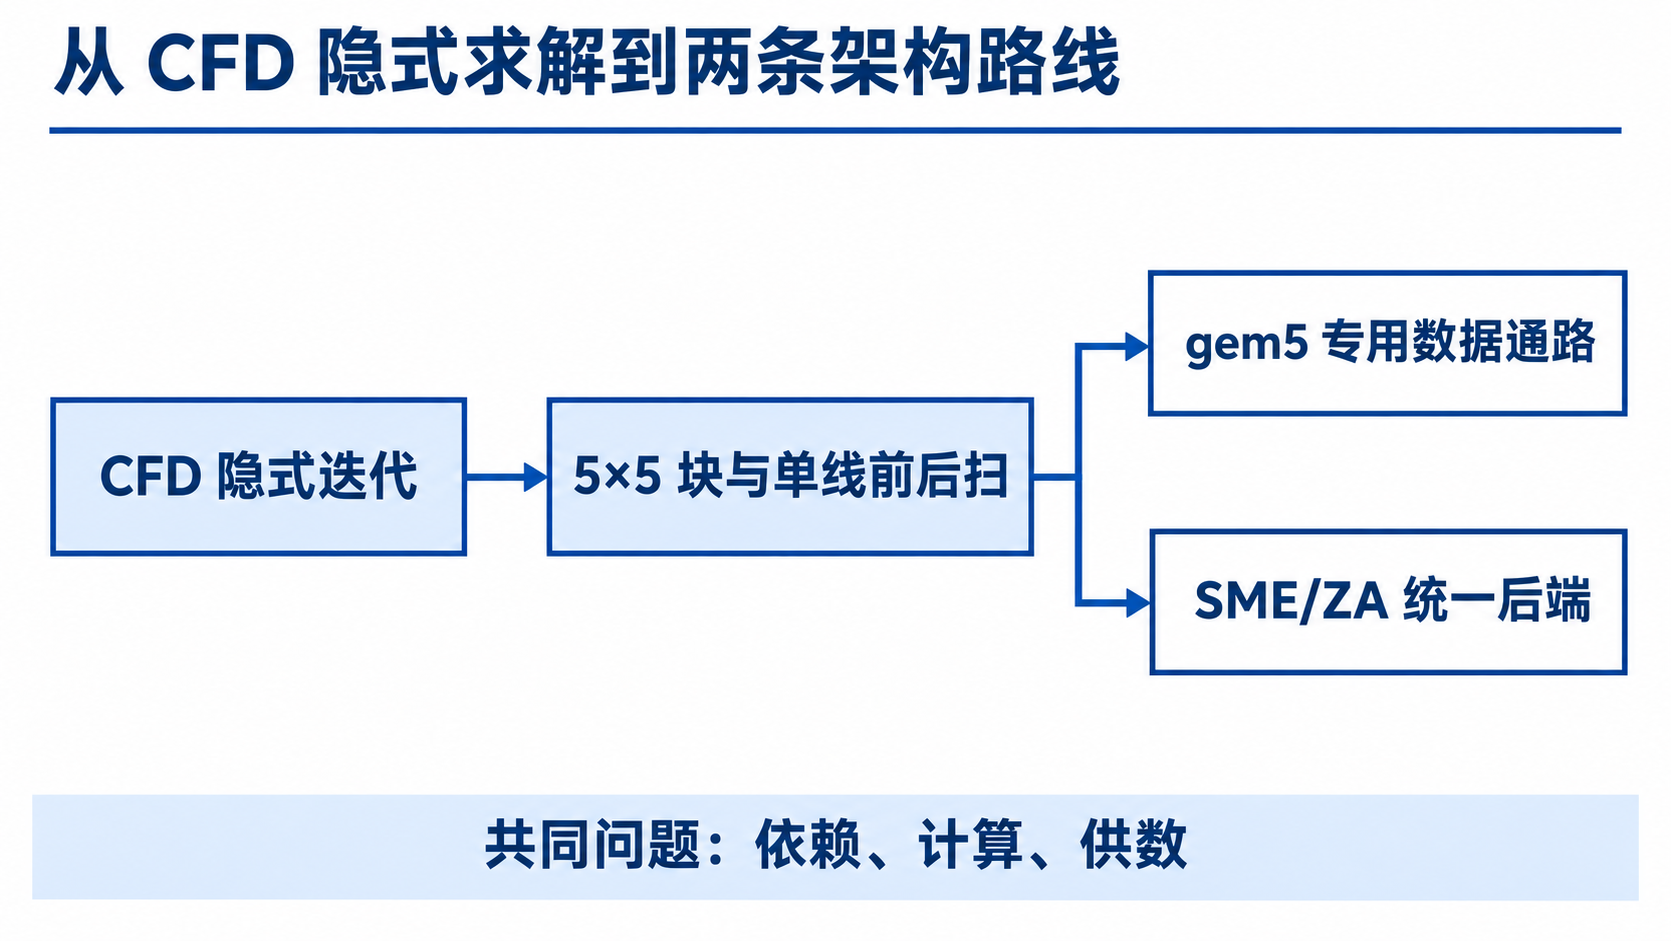 从 CFD 隐式求解到两条架构路线
CFD 隐式迭代
5×5 块与单线前后扫
gem5 专用数据通路
SME/ZA 统一后端
共同问题：依赖、计算、供数